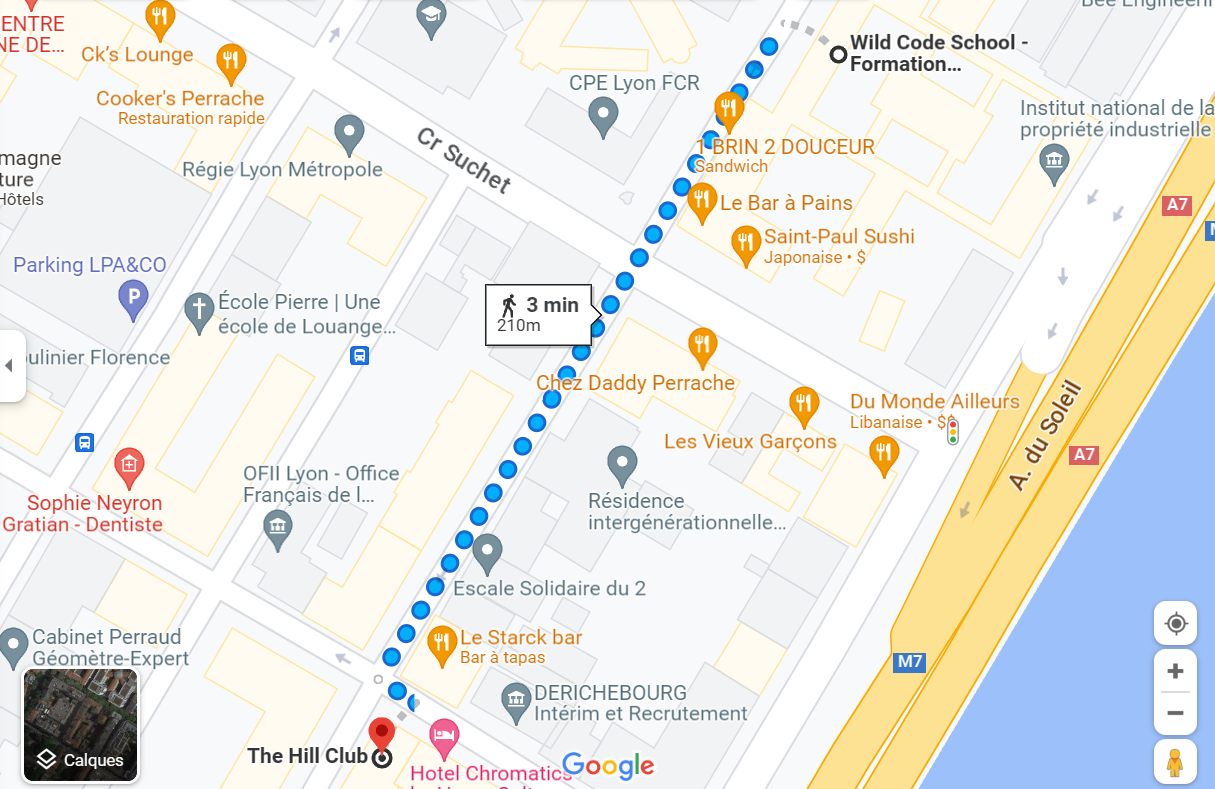 ENTRE
NE DE...
Ck's Lounge
Cooker's Perrache
Restauration rapide
Régie Lyon Métropole
Cr Suchet
CPE Lyon FCR
Wild Code School -
Formation...
Institut national de la
propriété industrielle
1 BRIN 2 DOUCEUR
Sandwich
Le Bar à Pains
Saint-Paul Sushi
Japonaise • $
A7
magne
ture
Hôtels
Parking LPA&CO
P
École Pierre | Une
école de Louange...
oulinier Florence
3 min
210m
Chez Daddy Perrache
Les Vieux Garçons
Du Monde Ailleurs
Libanaise • $$
A. du Soleil
A7
Sophie Neyron
Gratian - Dentiste
OFII Lyon - Office
Français de l...
Résidence
intergénérationnelle...
Escale Solidaire du 2
Le Starck bar
Bar à tapas
Cabinet Perraud
Géomètre-Expert
M7
DERICHEBOURG
Intérim et Recrutement
Calques
The Hill Club
Hotel Chromatics
Google